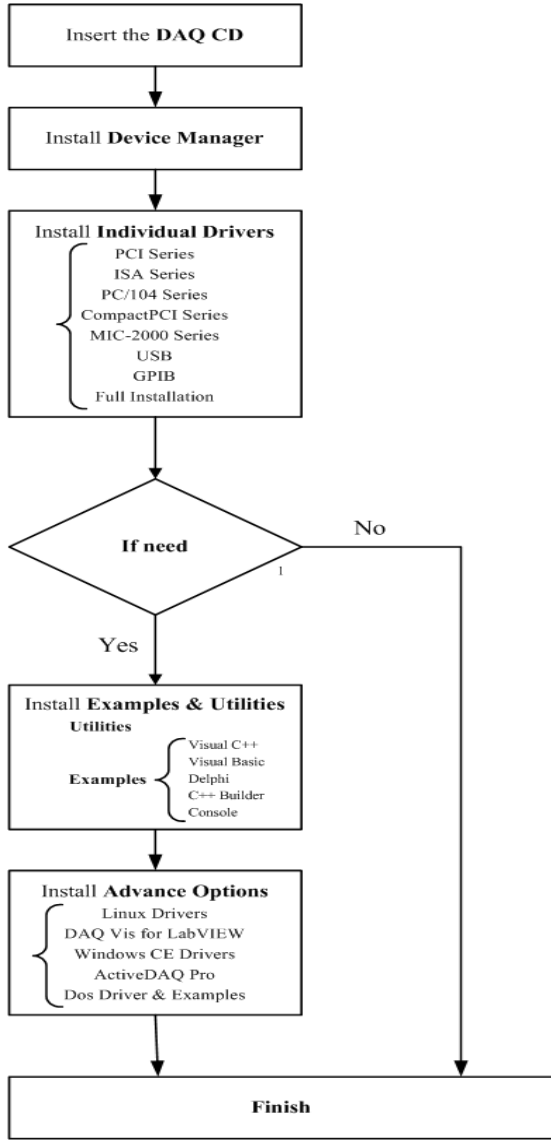 Insert the DAQ CD
Install Device Manager
Install Individual Drivers
PCI Series
ISA Series
PC/104 Series
CompactPCI Series
MIC-2000 Series
USB
GPIB
Full Installation
If need
No
1
Yes
Install Examples & Utilities
Utilities
Examples
Visual C++
Visual Basic
Delphi
C++ Builder
Console
Install Advance Options
Linux Drivers
DAQ Vis for LabVIEW
Windows CE Drivers
ActiveDAQ Pro
Dos Driver & Examples
Finish